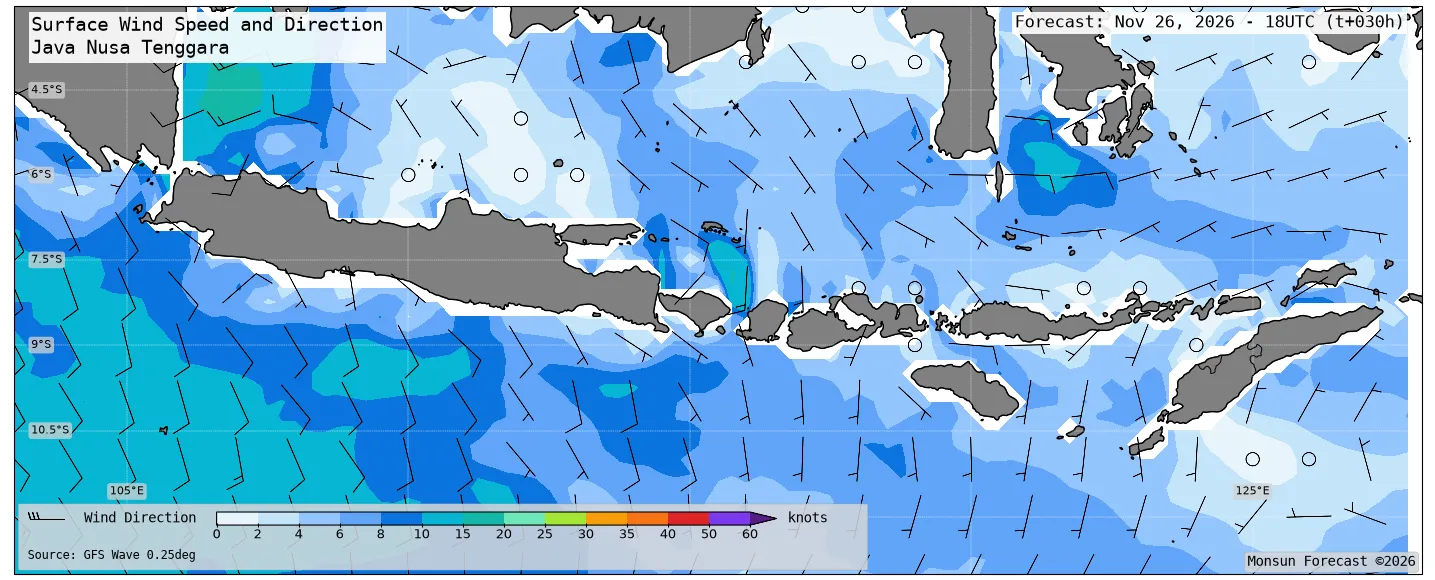 Surface Wind Speed and Direction
Java Nusa Tenggara
Forecast: Nov 26, 2026 - 18UTC (t+030h)
4.5°S
6°S
7.5°S
9°S
10.5°S
105°E
125°E
Wind Direction
0 2 4 6 8 10 15 20 25 30 35 40 50 60
knots
Source: GFS Wave 0.25deg
Monsun Forecast ©2026